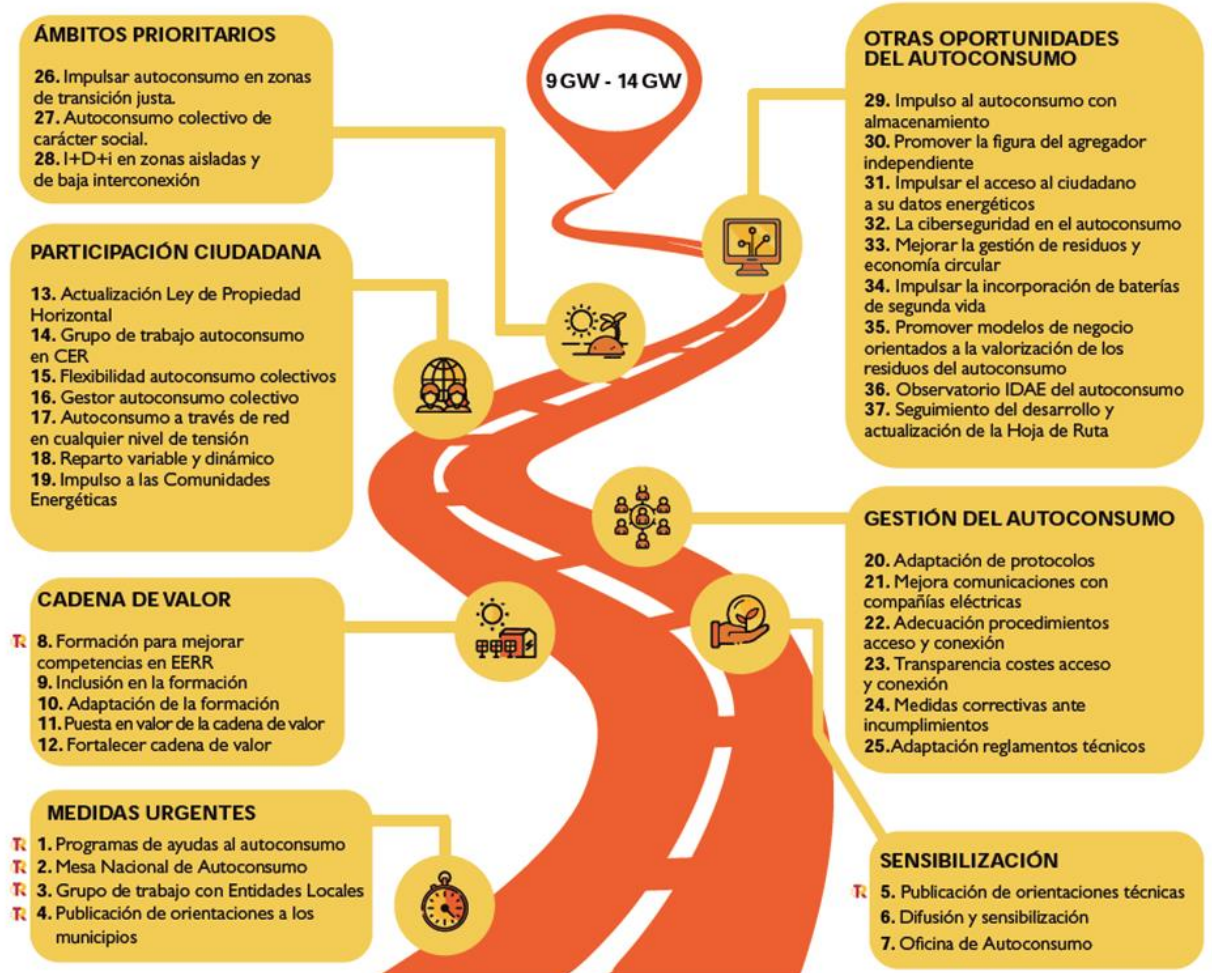 ÁMBITOS PRIORITARIOS
26. Impulsar autoconsumo en zonas
de transición justa.
27. Autoconsumo colectivo de
carácter social.
28. I+D+i en zonas aisladas y
de baja interconexión
9 GW - 14 GW
OTRAS OPORTUNIDADES
DEL AUTOCONSUMO
29. Impulso al autoconsumo con
almacenamiento
30. Promover la figura del agregador
independiente
31. Impulsar el acceso al ciudadano
a su datos energéticos
32. La ciberseguridad en el autoconsumo
33. Mejorar la gestión de residuos y
economía circular
34. Impulsar la incorporación de baterías
de segunda vida
35. Promover modelos de negocio
orientados a la valorización de los
residuos del autoconsumo
36. Observatorio IDAE del autoconsumo
37. Seguimiento del desarrollo y
actualización de la Hoja de Ruta
PARTICIPACIÓN CIUDADANA
13. Actualización Ley de Propiedad
Horizontal
14. Grupo de trabajo autoconsumo
en CER
15. Flexibilidad autoconsumo colectivos
16. Gestor autoconsumo colectivo
17. Autoconsumo a través de red
en cualquier nivel de tensión
18. Reparto variable y dinámico
19. Impulso a las Comunidades
Energéticas
GESTIÓN DEL AUTOCONSUMO
20. Adaptación de protocolos
21. Mejora comunicaciones con
compañías eléctricas
22. Adecuación procedimientos
acceso y conexión
23. Transparencia costes acceso
y conexión
24. Medidas correctivas ante
incumplimientos
25.Adaptación reglamentos técnicos
CADENA DE VALOR
TR 8. Formación para mejorar
competencias en EERR
9. Inclusión en la formación
10. Adaptación de la formación
11. Puesta en valor de la cadena de valor
12. Fortalecer cadena de valor
MEDIDAS URGENTES
TR 1. Programas de ayudas al autoconsumo
TR 2. Mesa Nacional de Autoconsumo
TR 3. Grupo de trabajo con Entidades Locales
TR 4. Publicación de orientaciones a los
municipios
SENSIBILIZACIÓN
TR 5. Publicación de orientaciones técnicas
6. Difusión y sensibilización
7. Oficina de Autoconsumo